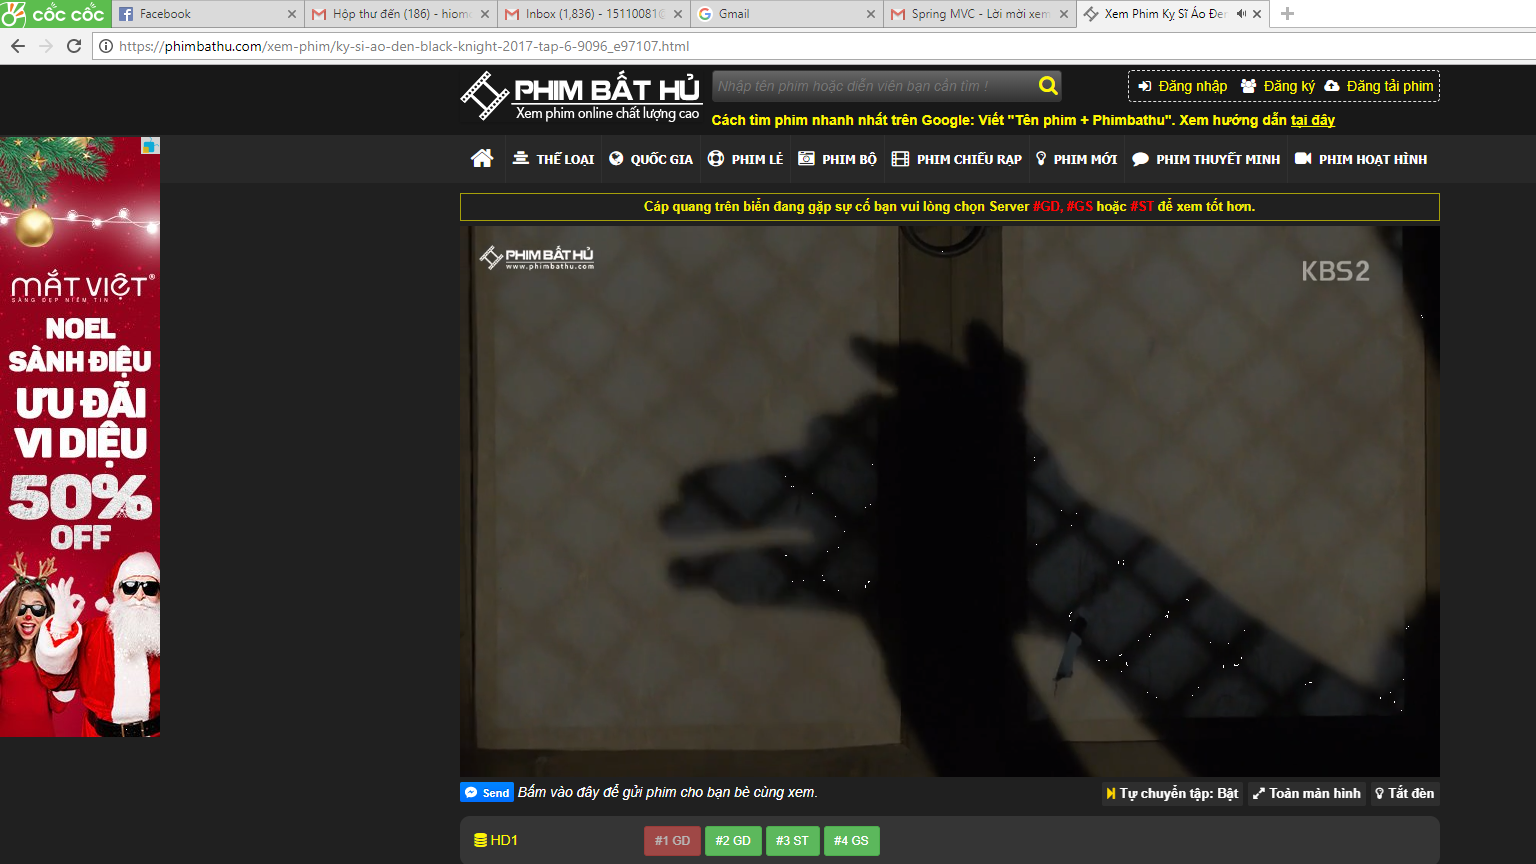 cốc cốc
Facebook
Hộp thư đến (186) - hiom
Inbox (1,836) - 15110081@
Gmail
Spring MVC - Lời mời xem
Xem Phim Kỵ Sĩ Áo Đen
https://phimbathu.com/xem-phim/ky-si-ao-den-black-knight-2017-tap-6-9096_e97107.html
PHIM BẤT HỦ
Xem phim online chất lượng cao
Nhập tên phim hoặc diễn viên bạn cần tìm !
Đăng nhập Đăng ký Đăng tải phim
Cách tìm phim nhanh nhất trên Google: Viết "Tên phim + Phimbathu". Xem hướng dẫn tại đây
THỂ LOẠI QUỐC GIA PHIM LẺ PHIM BỘ PHIM CHIẾU RẠP PHIM MỚI PHIM THUYẾT MINH PHIM HOẠT HÌNH
Cáp quang trên biển đang gặp sự cố bạn vui lòng chọn Server #GD, #GS hoặc #ST để xem tốt hơn.
PHIM BẤT HỦ
www.phimbathu.com
KBS2
MẮT VIỆT®
SÁNG ĐẸP NIỀM TIN
NOEL
SÀNH ĐIỆU
ƯU ĐÃI
VI DIỆU
50%
OFF
Send Bấm vào đây để gửi phim cho bạn bè cùng xem.
Tự chuyển tập: Bật Toàn màn hình Tắt đèn
HD1 #1 GD #2 GD #3 ST #4 GS